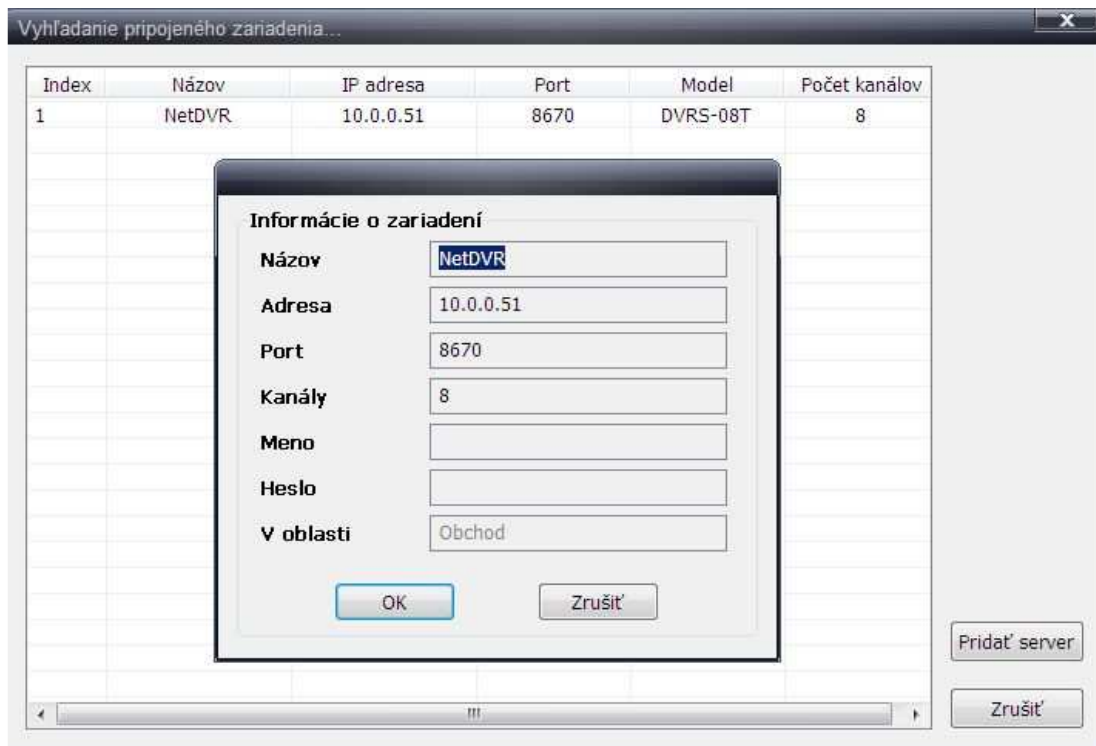 Vyhľadanie pripojeného zariadenia...
x
Index Názov IP adresa Port Model Počet kanálov
1 NetDVR 10.0.0.51 8670 DVRS-08T 8
Informácie o zariadení
Názov NetDVR
Adresa 10.0.0.51
Port 8670
Kanály 8
Meno
Heslo
V oblasti Obchod
OK Zrušiť
Pridať server
Zrušiť